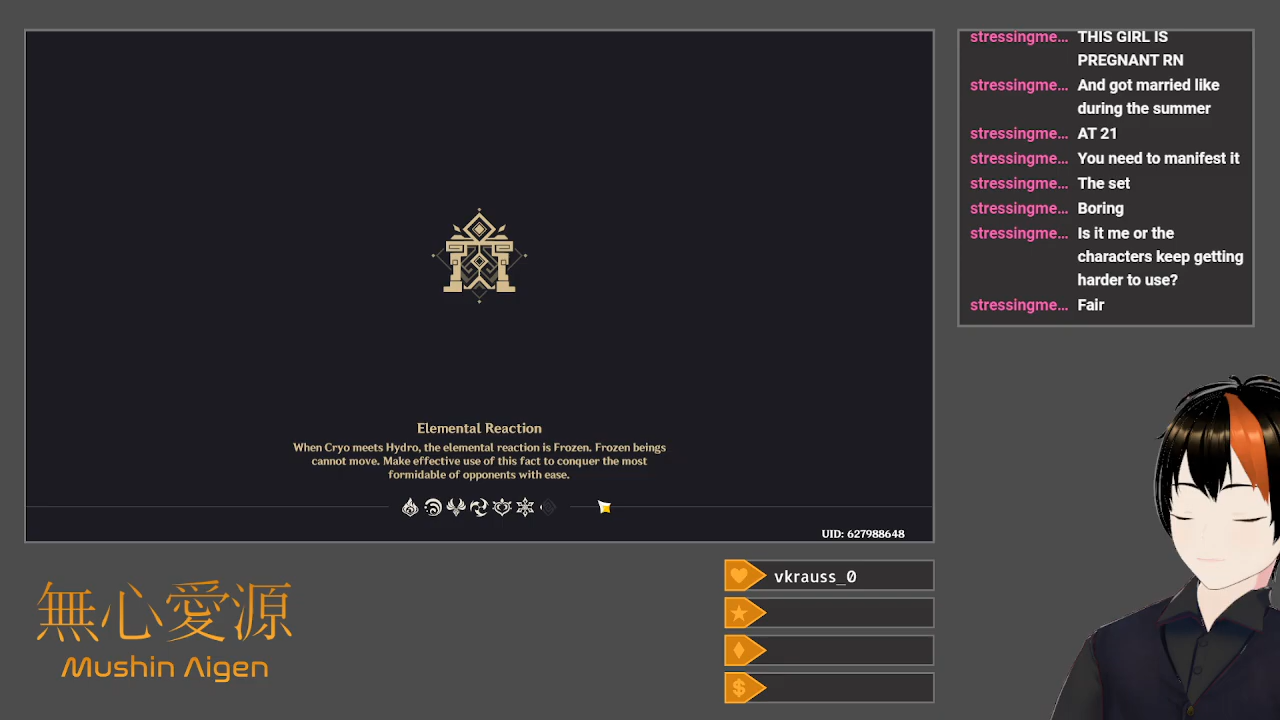 Elemental Reaction
When Cryo meets Hydro, the elemental reaction is Frozen. Frozen beings
cannot move. Make effective use of this fact to conquer the most
formidable of opponents with ease.
UID: 627988648
stressingme... THIS GIRL IS
PREGNANT RN
stressingme... And got married like
during the summer
stressingme... AT 21
stressingme... You need to manifest it
stressingme... The set
stressingme... Boring
stressingme... Is it me or the
characters keep getting
harder to use?
stressingme... Fair
無心愛源
Mushin Aigen
vkrauss_0